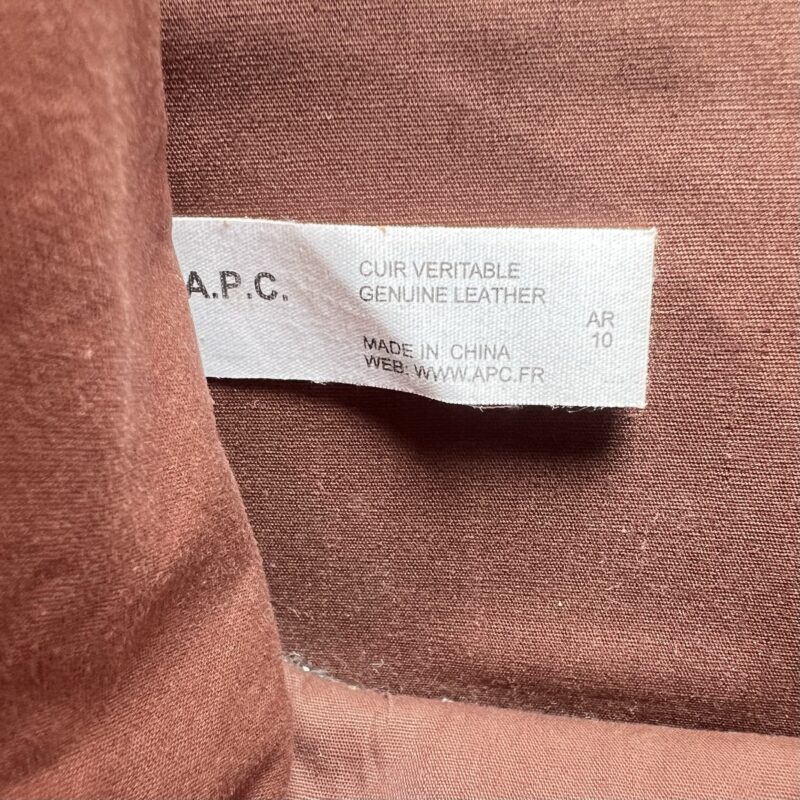 A.P.C.
CUIR VERITABLE
GENUINE LEATHER
MADE IN CHINA
WEB: WWW.APC.FR
AR
10